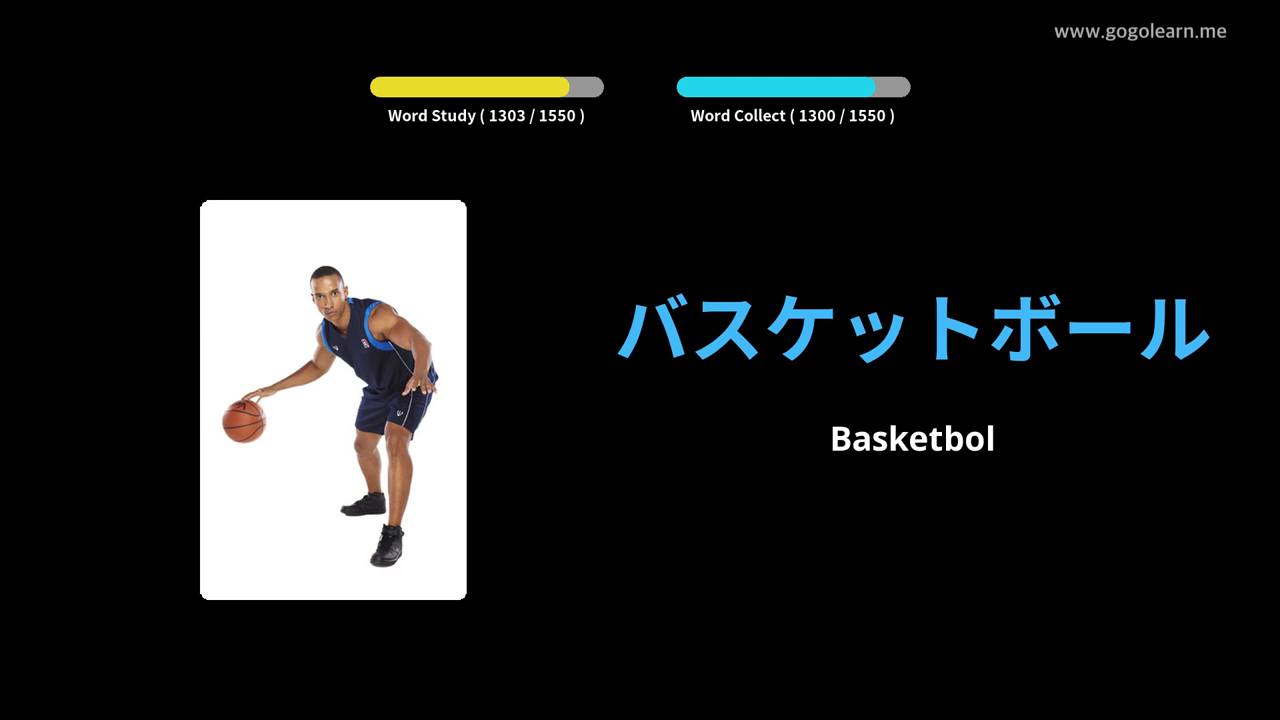 www.gogolearn.me
Word Study ( 1303 / 1550 )
Word Collect ( 1300 / 1550 )
バスケットボール
Basketbol